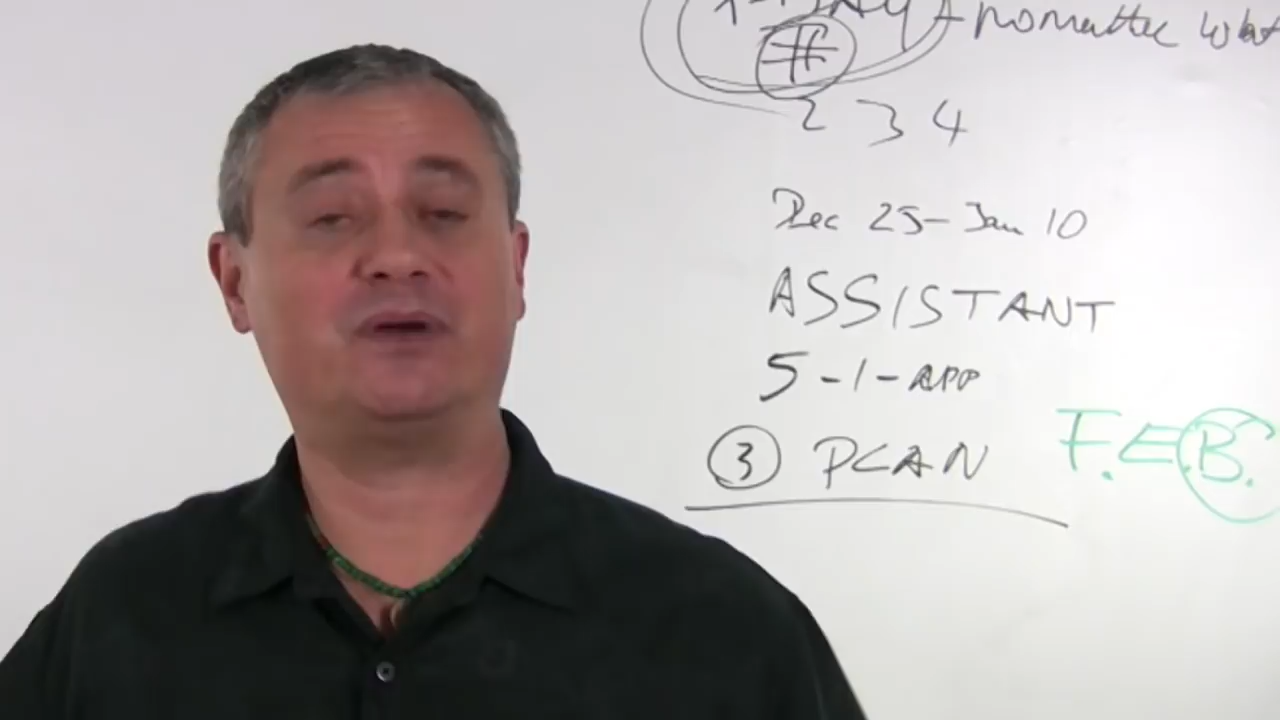 no matter what
#
2 3 4
Dec 25 - Jan 10
ASSISTANT
5-1-APP
3 PLAN F.E.B.